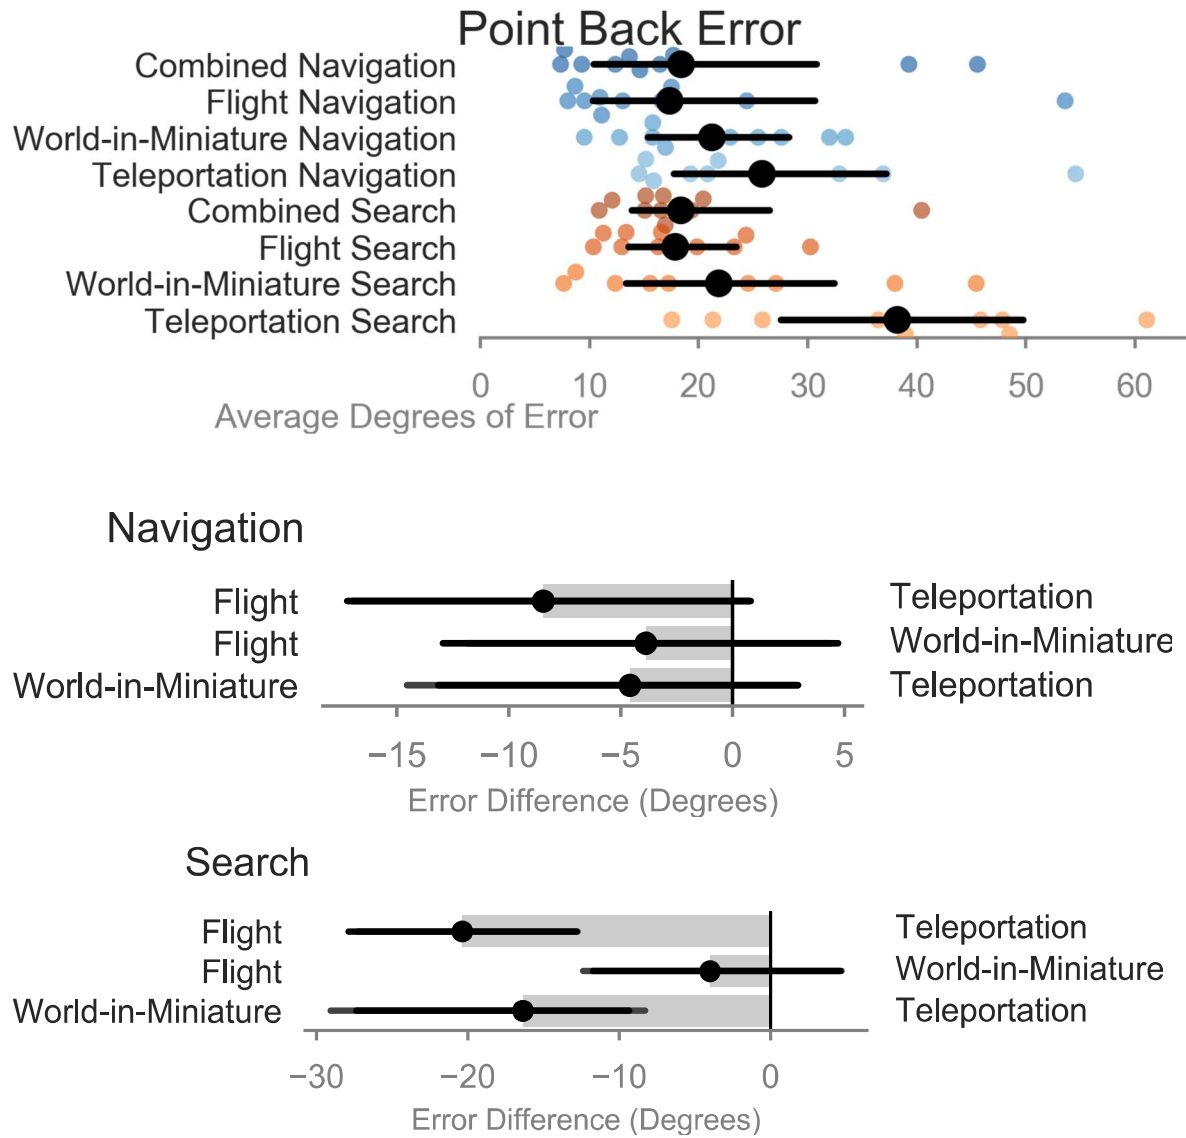 Point Back Error
Combined Navigation
Flight Navigation
World-in-Miniature Navigation
Teleportation Navigation
Combined Search
Flight Search
World-in-Miniature Search
Teleportation Search
0 10 20 30 40 50 60
Average Degrees of Error
Navigation
Flight Teleportation
Flight World-in-Miniature
World-in-Miniature Teleportation
−15 −10 −5 0 5
Error Difference (Degrees)
Search
Flight Teleportation
Flight World-in-Miniature
World-in-Miniature Teleportation
−30 −20 −10 0
Error Difference (Degrees)